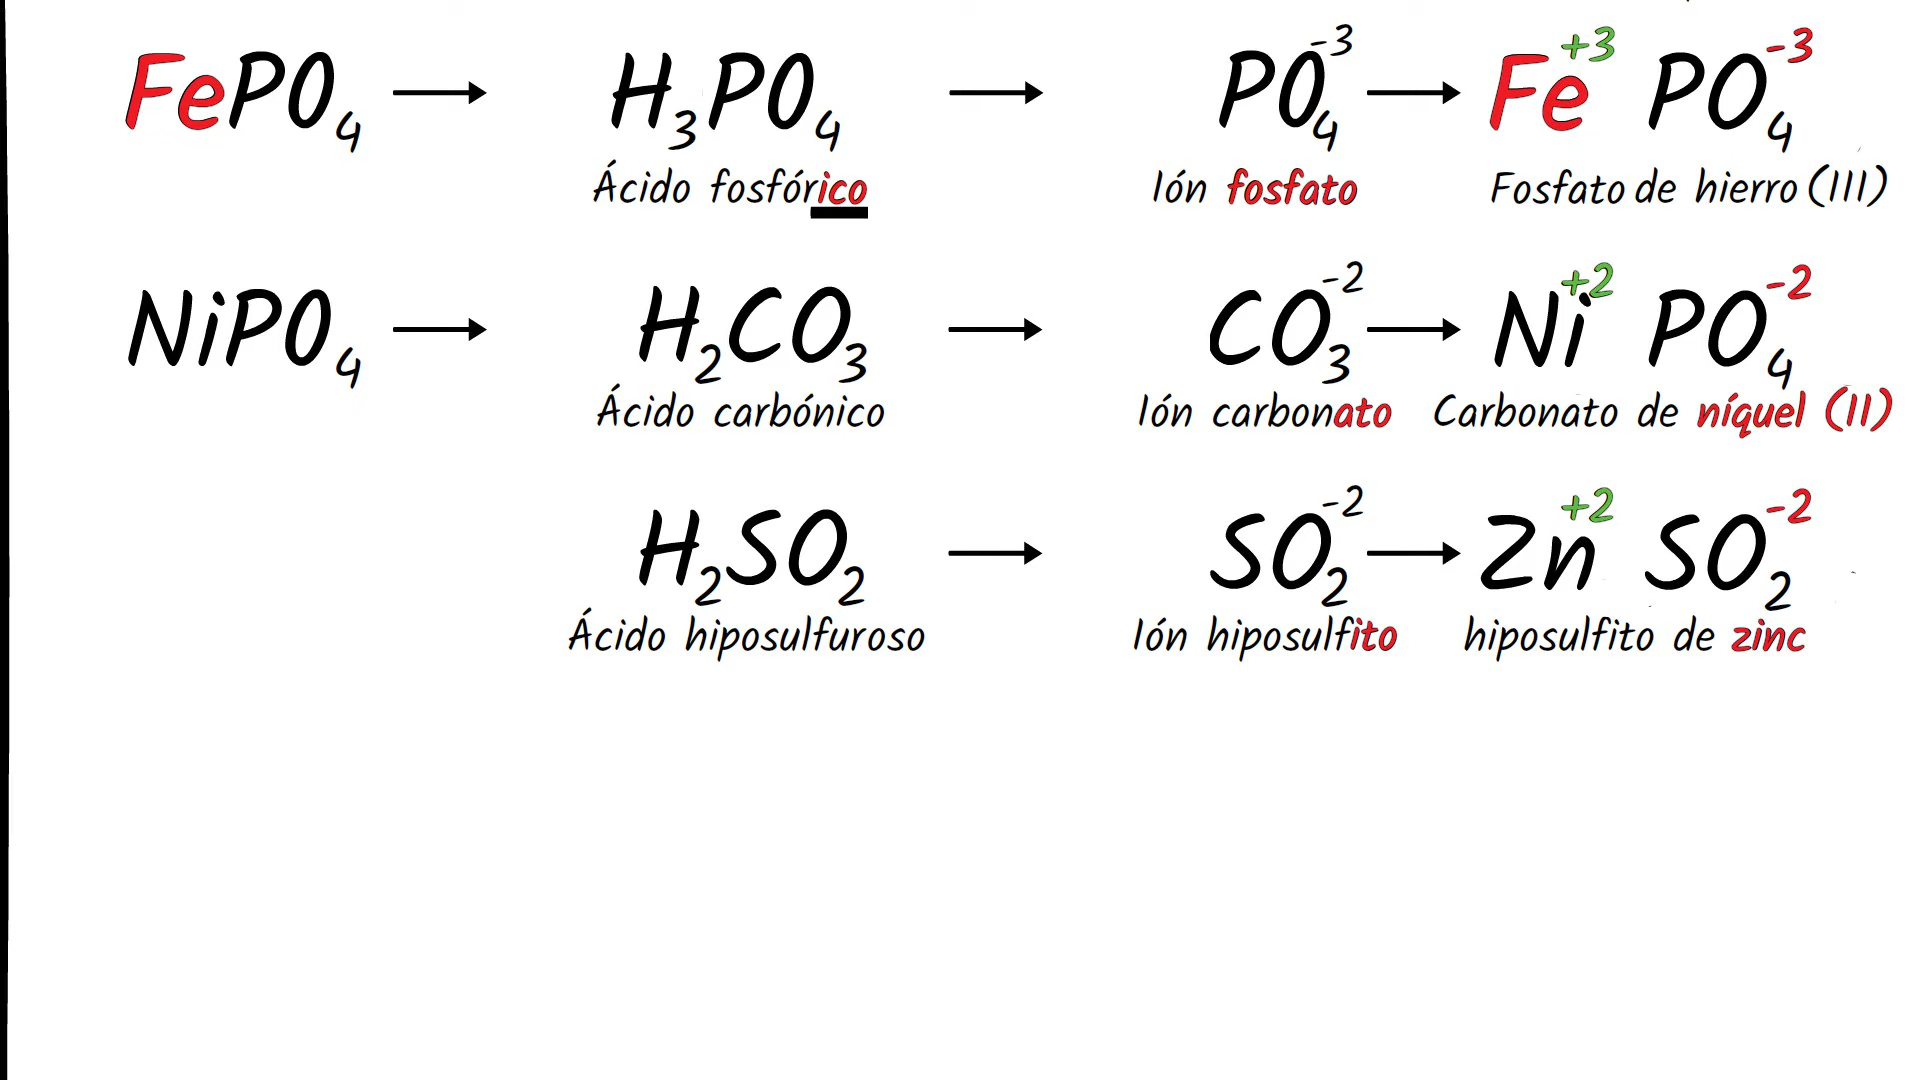 FePO₄ → H₃PO₄ → PO₄⁻³ → Fe⁺³ PO₄⁻³
Ácido fosfórico Ión fosfato Fosfato de hierro (III)
NiPO₄ → H₂CO₃ → CO₃⁻² → Ni⁺² PO₄⁻²
Ácido carbónico Ión carbonato Carbonato de níquel (II)
H₂SO₂ → SO₂⁻² → Zn⁺² SO₂⁻²
Ácido hiposulfuroso Ión hiposulfito hiposulfito de zinc